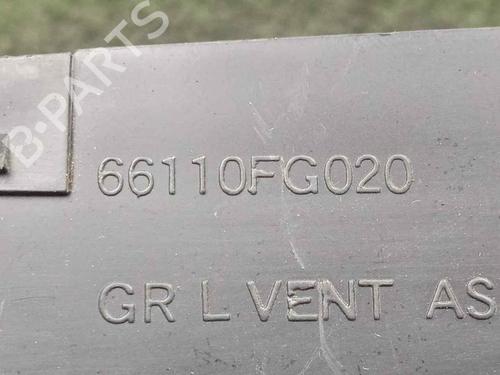 B-PARTS
66110FG020
GR L VENT AS